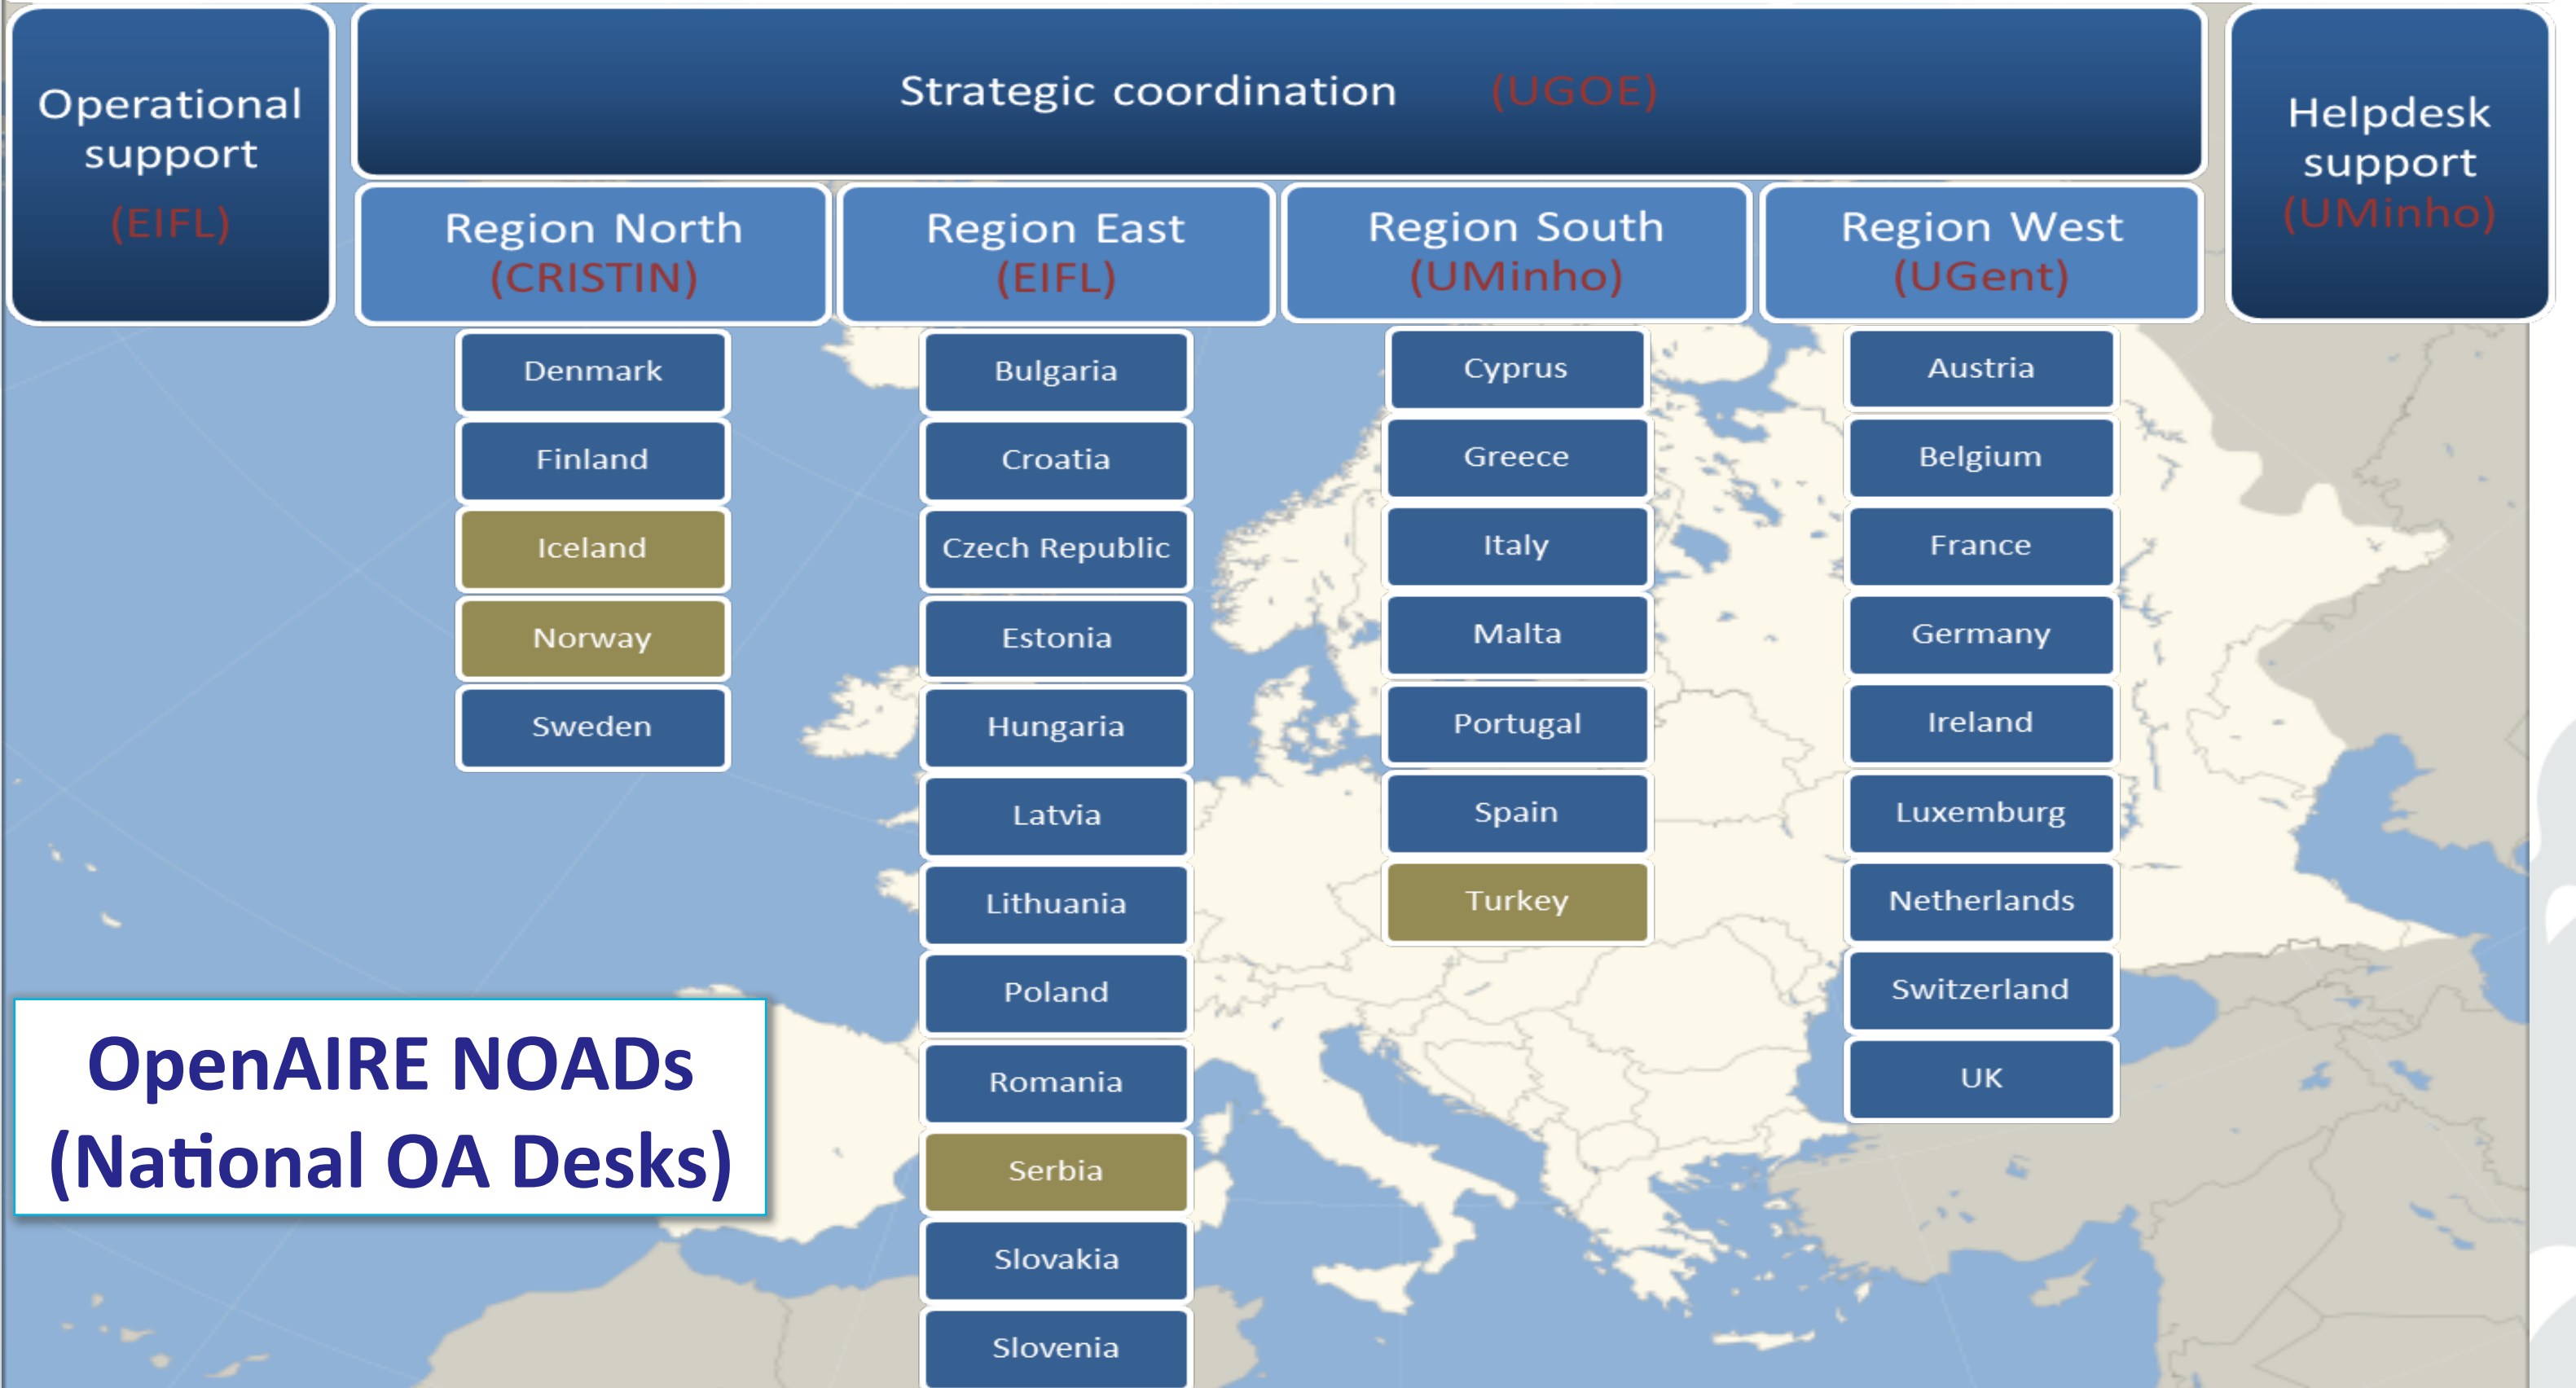 Operational
support
(EIFL)
Strategic coordination (UGOE)
Helpdesk
support
(UMinho)
Region North
(CRISTIN)
Region East
(EIFL)
Region South
(UMinho)
Region West
(UGent)
Denmark
Finland
Iceland
Norway
Sweden
Bulgaria
Croatia
Czech Republic
Estonia
Hungaria
Latvia
Lithuania
Poland
Romania
Serbia
Slovakia
Slovenia
Cyprus
Greece
Italy
Malta
Portugal
Spain
Turkey
Austria
Belgium
France
Germany
Ireland
Luxemburg
Netherlands
Switzerland
UK
OpenAIRE NOADs
(National OA Desks)